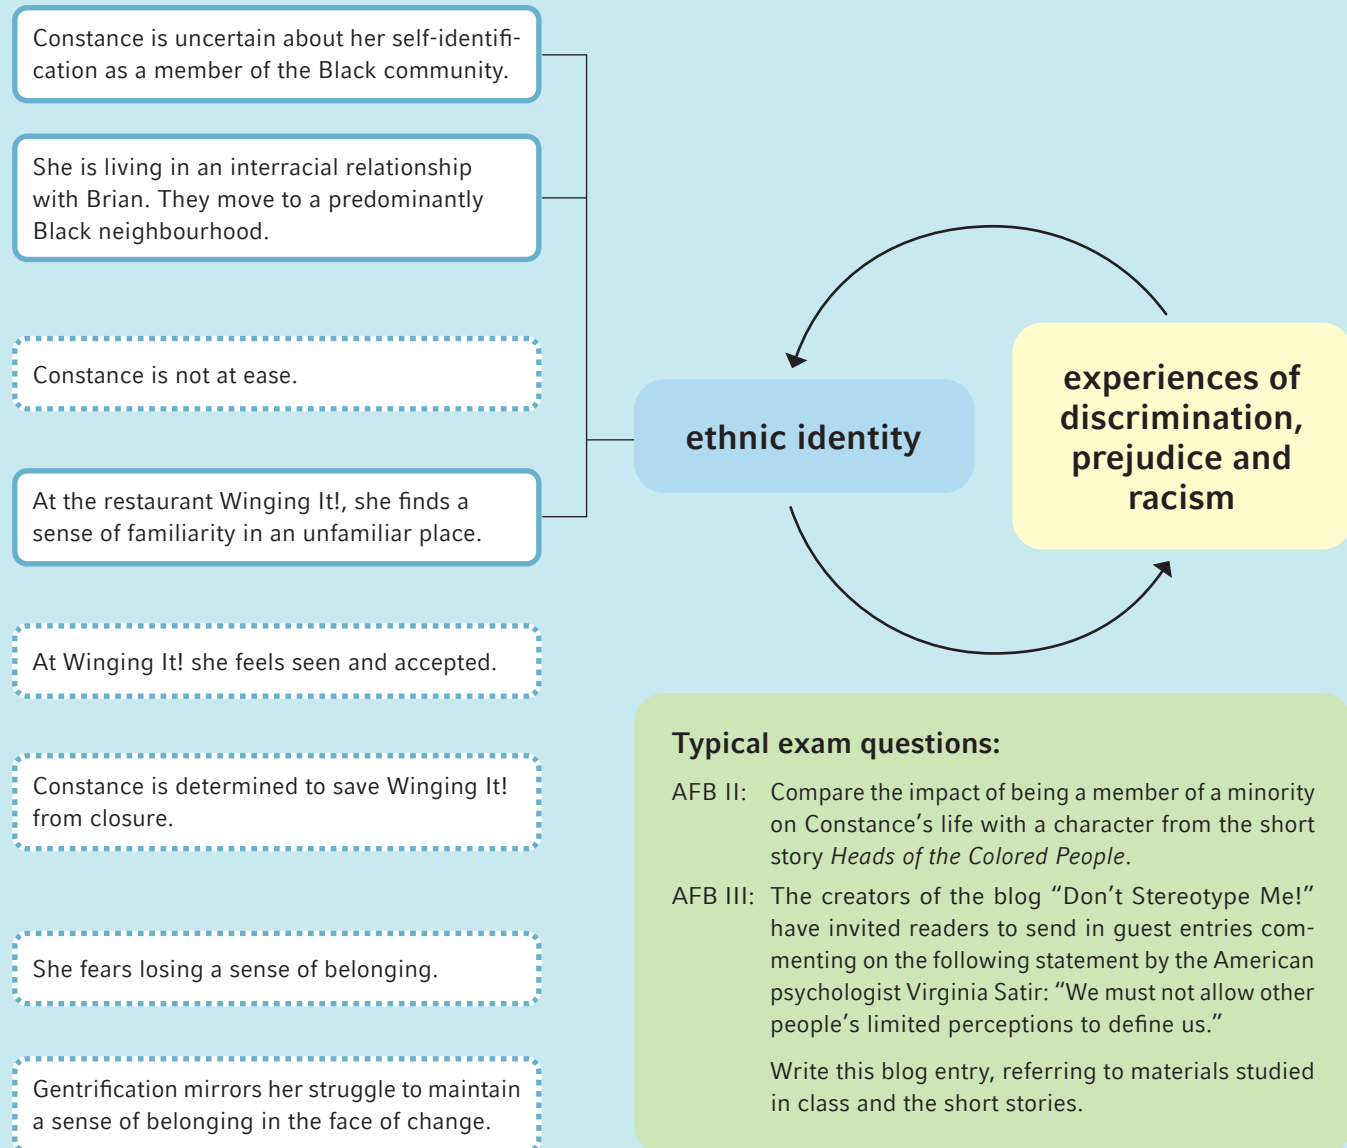 Constance is uncertain about her self-identifi-
cation as a member of the Black community.
She is living in an interracial relationship
with Brian. They move to a predominantly
Black neighbourhood.
Constance is not at ease.
At the restaurant Winging It!, she finds a
sense of familiarity in an unfamiliar place.
At Winging It! she feels seen and accepted.
Constance is determined to save Winging It!
from closure.
She fears losing a sense of belonging.
Gentrification mirrors her struggle to maintain
a sense of belonging in the face of change.
ethnic identity
experiences of
discrimination,
prejudice and
racism
Typical exam questions:
AFB II: Compare the impact of being a member of a minority
on Constance’s life with a character from the short
story Heads of the Colored People.
AFB III: The creators of the blog “Don’t Stereotype Me!”
have invited readers to send in guest entries com-
menting on the following statement by the American
psychologist Virginia Satir: “We must not allow other
people’s limited perceptions to define us.”
Write this blog entry, referring to materials studied
in class and the short stories.